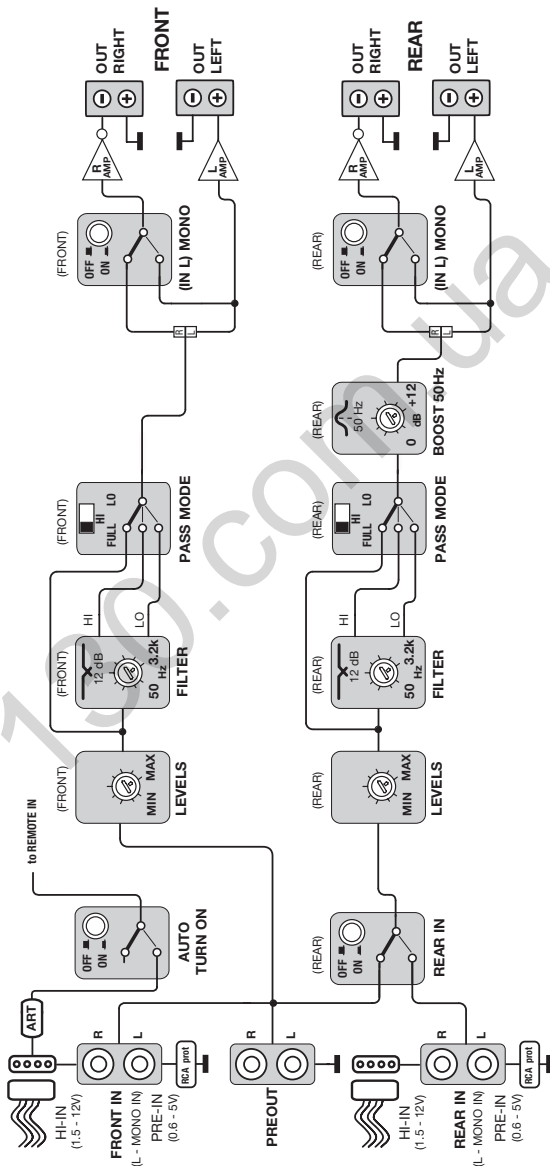 HI-IN
(1.5 - 12V)
ART
FRONT IN
(L - MONO IN)
PRE-IN
(0.6 - 5V)
R
L
RCA prot
OFF
ON
AUTO
TURN ON
to REMOTE IN
PREOUT
R
L
(FRONT)
MIN MAX
LEVELS
(FRONT)
12 dB
50 3.2k
Hz
FILTER
HI
LO
(FRONT)
FULL HI LO
PASS MODE
R
L
(FRONT)
OFF
ON
(IN L) MONO
R
AMP
L
AMP
OUT
RIGHT
FRONT
OUT
LEFT
HI-IN
(1.5 - 12V)
REAR IN
(L - MONO IN)
PRE-IN
(0.6 - 5V)
R
L
RCA prot
(REAR)
OFF
ON
REAR IN
(REAR)
MIN MAX
LEVELS
(REAR)
12 dB
50 3.2k
Hz
FILTER
HI
LO
(REAR)
FULL HI LO
PASS MODE
(REAR)
50 Hz
0 dB +12
BOOST 50Hz
R
L
(REAR)
OFF
ON
(IN L) MONO
R
AMP
L
AMP
OUT
RIGHT
REAR
OUT
LEFT
130.com.ua